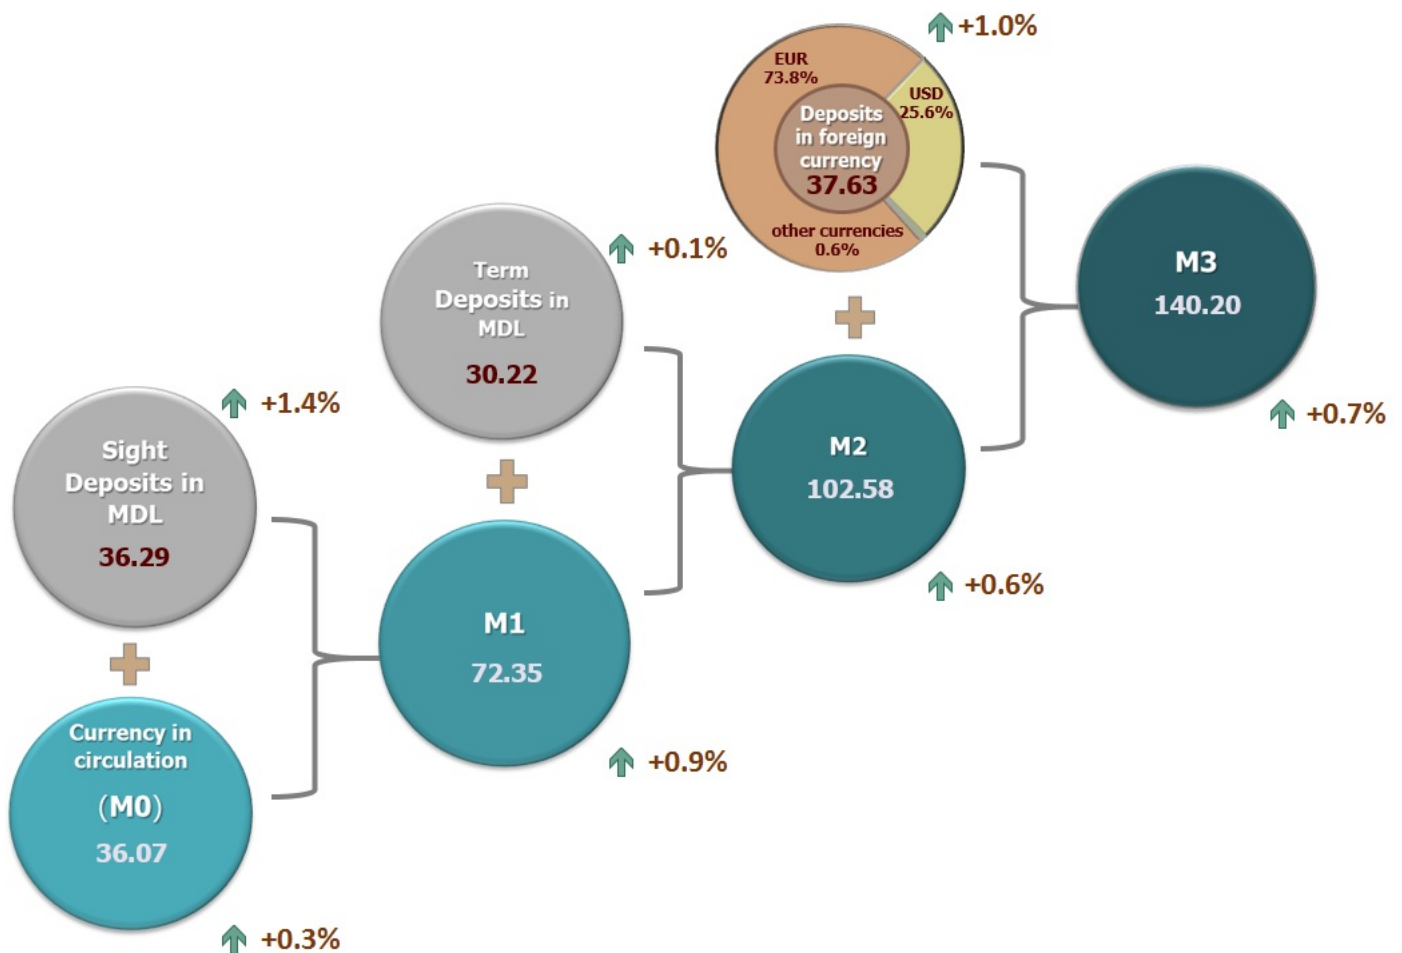 +1.0%
EUR
73.8%
USD
25.6%
Deposits
in foreign
currency
37.63
other currencies
0.6%
Term
Deposits in
MDL
30.22
+0.1%
M3
140.20
+0.7%
Sight
Deposits in
MDL
36.29
+1.4%
M2
102.58
+0.6%
M1
72.35
+0.9%
Currency in
circulation
(M0)
36.07
+0.3%